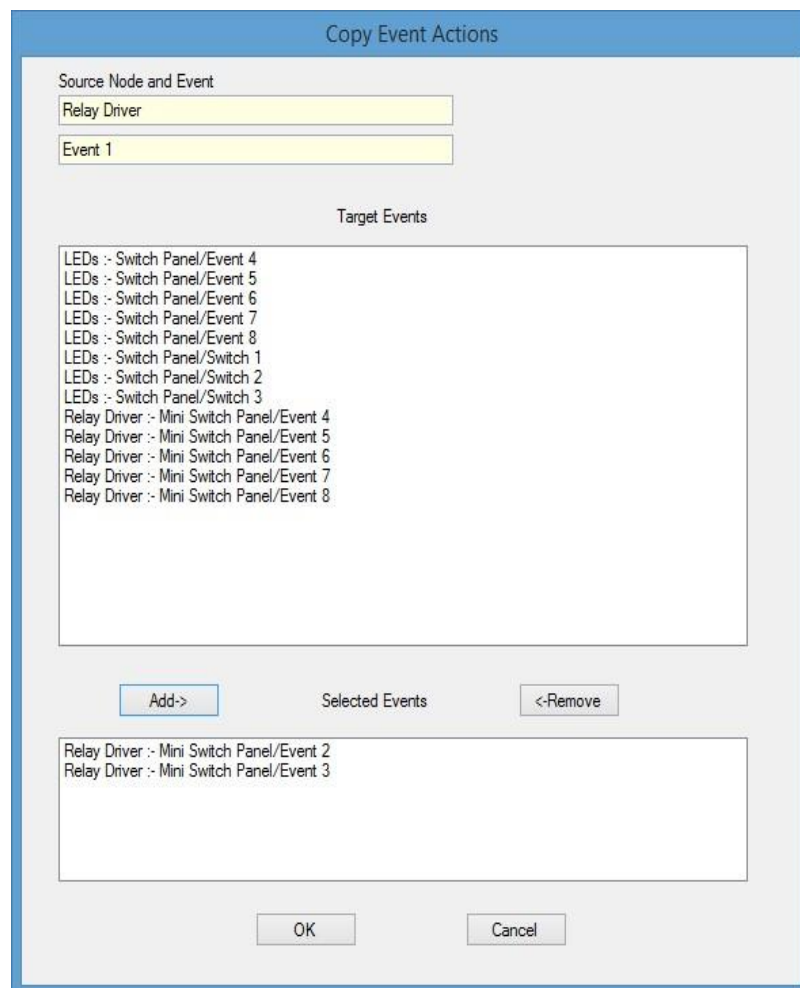 Copy Event Actions
Source Node and Event
Relay Driver
Event 1
Target Events
LEDs :- Switch Panel/Event 4
LEDs :- Switch Panel/Event 5
LEDs :- Switch Panel/Event 6
LEDs :- Switch Panel/Event 7
LEDs :- Switch Panel/Event 8
LEDs :- Switch Panel/Switch 1
LEDs :- Switch Panel/Switch 2
LEDs :- Switch Panel/Switch 3
Relay Driver :- Mini Switch Panel/Event 4
Relay Driver :- Mini Switch Panel/Event 5
Relay Driver :- Mini Switch Panel/Event 6
Relay Driver :- Mini Switch Panel/Event 7
Relay Driver :- Mini Switch Panel/Event 8
Add-> Selected Events <-Remove
Relay Driver :- Mini Switch Panel/Event 2
Relay Driver :- Mini Switch Panel/Event 3
OK Cancel